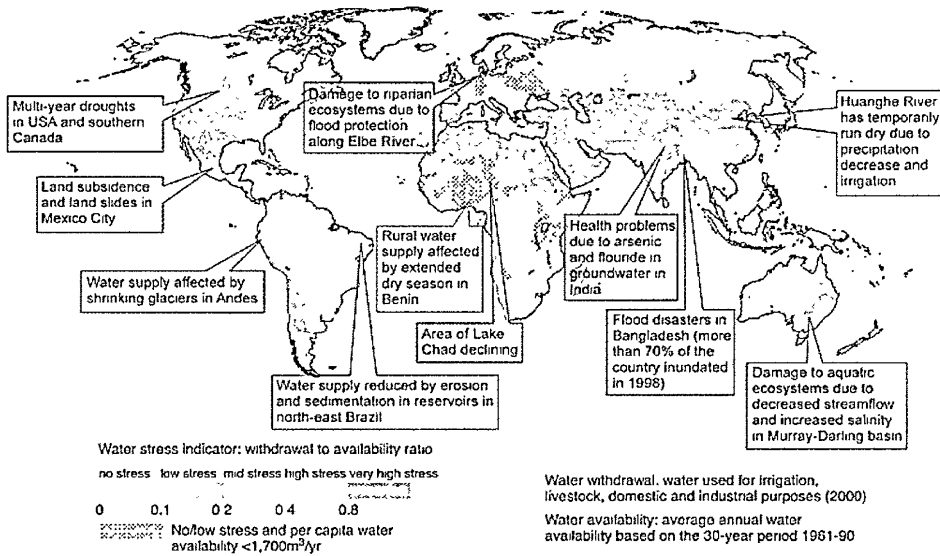 Multi-year droughts
in USA and southern
Canada
Land subsidence
and land slides in
Mexico City
Water supply affected by
shrinking glaciers in Andes
Damage to riparian
ecosystems due to
flood protection
along Elbe River
Rural water
supply affected
by extended
dry season in
Benin
Area of Lake
Chad declining
Water supply reduced by erosion
and sedimentation in reservoirs in
north-east Brazil
Health problems
due to arsenic
and flouride in
groundwater in
India
Flood disasters in
Bangladesh (more
than 70% of the
country inundated
in 1998)
Huanghe River
has temporarily
run dry due to
precipitation
decrease and
irrigation
Damage to aquatic
ecosystems due to
decreased streamflow
and increased salinity
in Murray-Darling basin
Water stress indicator: withdrawal to availability ratio
no stress low stress mid stress high stress very high stress
0 0.1 0.2 0 4 0.8
No/low stress and per capita water
availability <1,700m³/yr
Water withdrawal. water used for irrigation,
livestock, domestic and industrial purposes (2000)
Water availability: average annual water
availability based on the 30-year period 1961-90